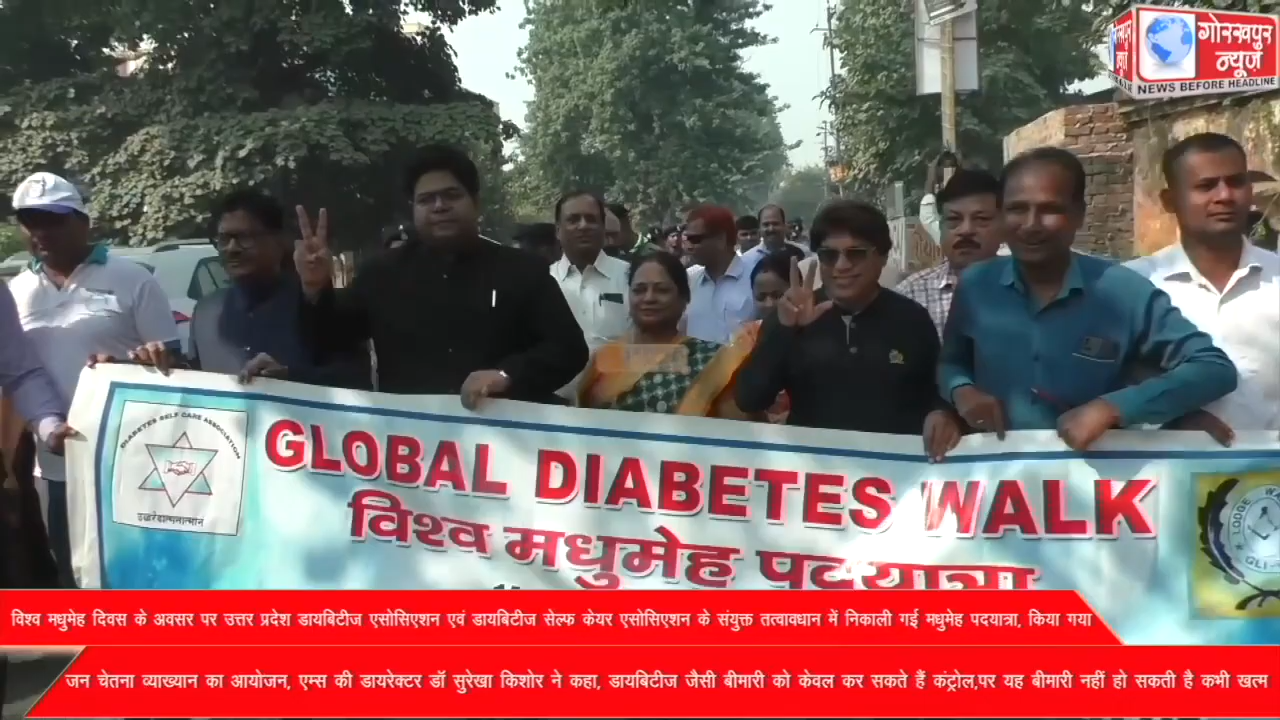 गोरखपुर
न्यूज़
NEWS BEFORE HEADLINE
DIABETES SELF CARE ASSOCIATION
GLOBAL DIABETES WALK
विश्व मधुमेह पदयात्रा
LODGE
GLI
विश्व मधुमेह दिवस के अवसर पर उत्तर प्रदेश डायबिटीज एसोसिएशन एवं डायबिटीज सेल्फ केयर एसोसिएशन के संयुक्त तत्वावधान में निकाली गई मधुमेह पदयात्रा, किया गया
जन चेतना व्याख्यान का आयोजन, एम्स की डायरेक्टर डॉ सुरेखा किशोर ने कहा, डायबिटीज जैसी बीमारी को केवल कर सकते हैं कंट्रोल,पर यह बीमारी नहीं हो सकती है कभी खत्म